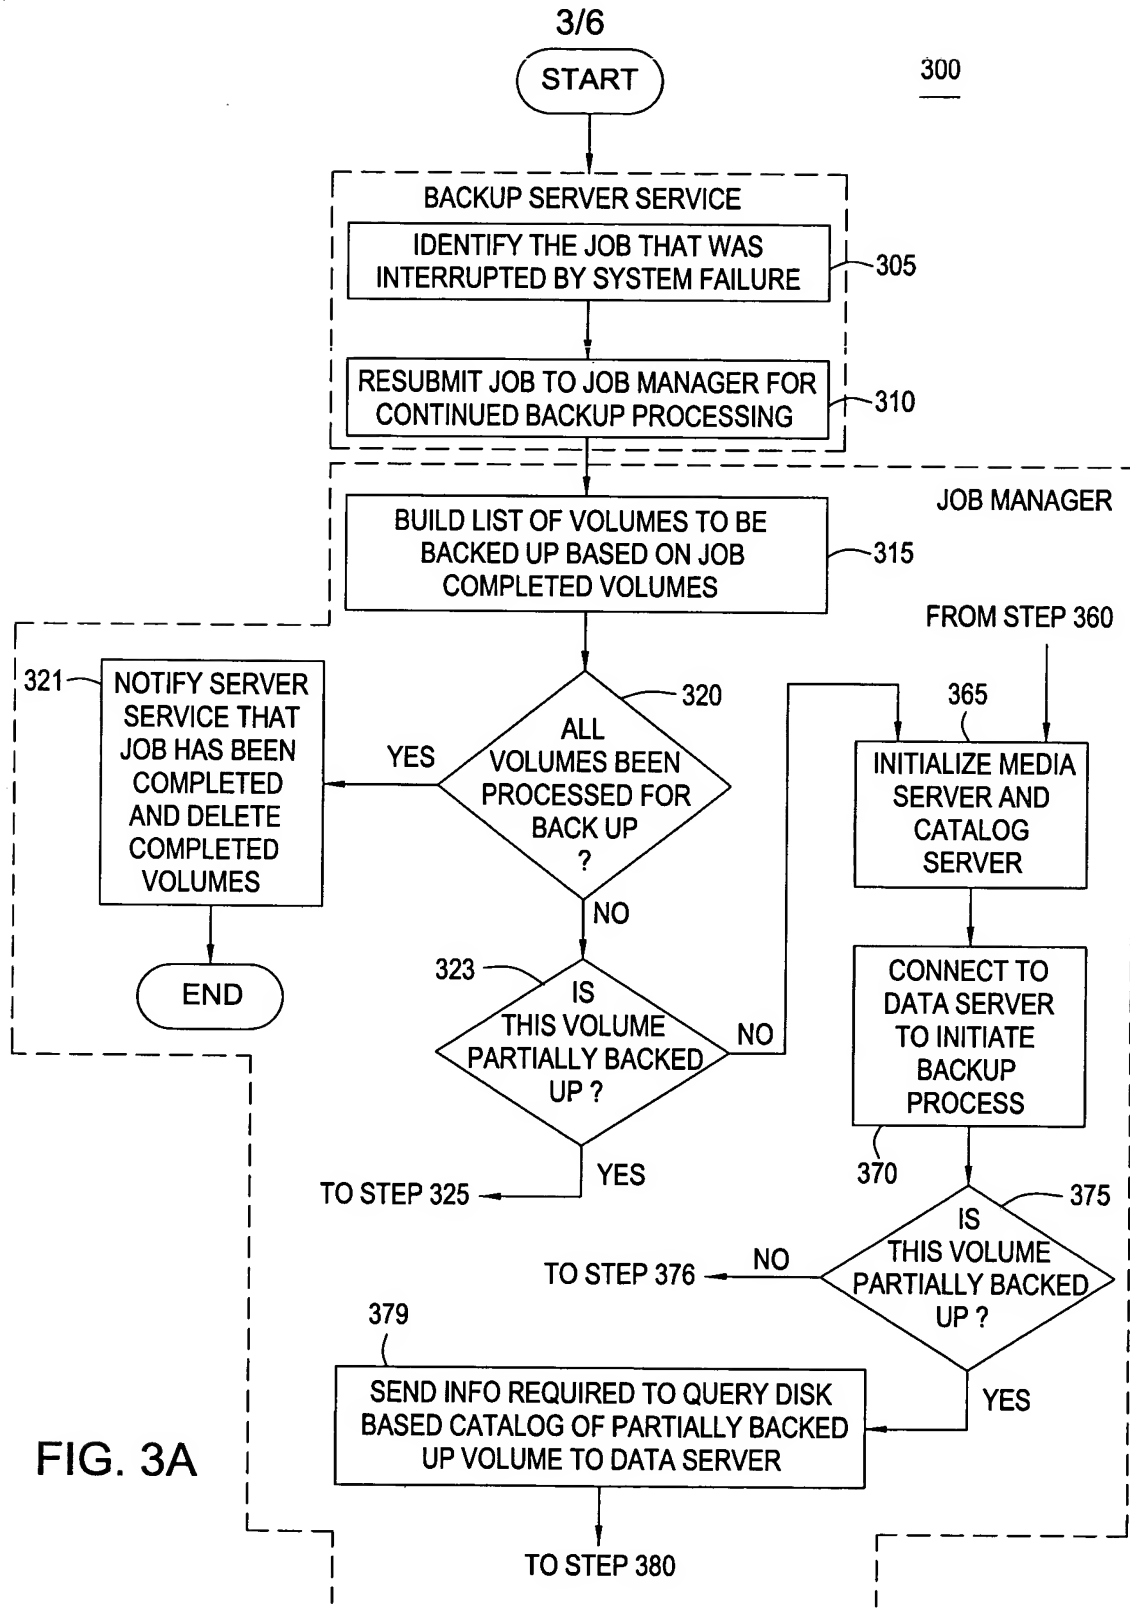 3/6
START
300
BACKUP SERVER SERVICE
IDENTIFY THE JOB THAT WAS
INTERRUPTED BY SYSTEM FAILURE
305
RESUBMIT JOB TO JOB MANAGER FOR
CONTINUED BACKUP PROCESSING
310
JOB MANAGER
BUILD LIST OF VOLUMES TO BE
BACKED UP BASED ON JOB
COMPLETED VOLUMES
315
FROM STEP 360
321
NOTIFY SERVER
SERVICE THAT
JOB HAS BEEN
COMPLETED
AND DELETE
COMPLETED
VOLUMES
END
YES
320
ALL
VOLUMES BEEN
PROCESSED FOR
BACK UP
?
NO
365
INITIALIZE MEDIA
SERVER AND
CATALOG
SERVER
323
IS
THIS VOLUME
PARTIALLY BACKED
UP ?
NO
YES
TO STEP 325
CONNECT TO
DATA SERVER
TO INITIATE
BACKUP
PROCESS
370
375
IS
THIS VOLUME
PARTIALLY BACKED
UP ?
NO
TO STEP 376
YES
379
SEND INFO REQUIRED TO QUERY DISK
BASED CATALOG OF PARTIALLY BACKED
UP VOLUME TO DATA SERVER
FIG. 3A
TO STEP 380